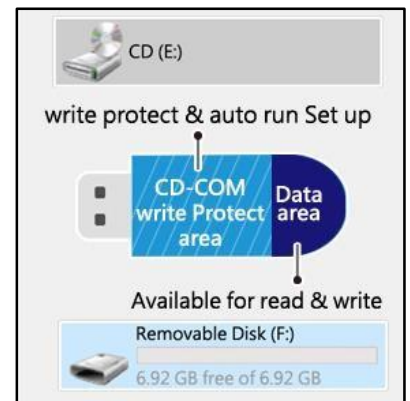 CD (E:)
write protect & auto run Set up
CD-COM
write Protect
area
Data
area
Available for read & write
Removable Disk (F:)
6.92 GB free of 6.92 GB